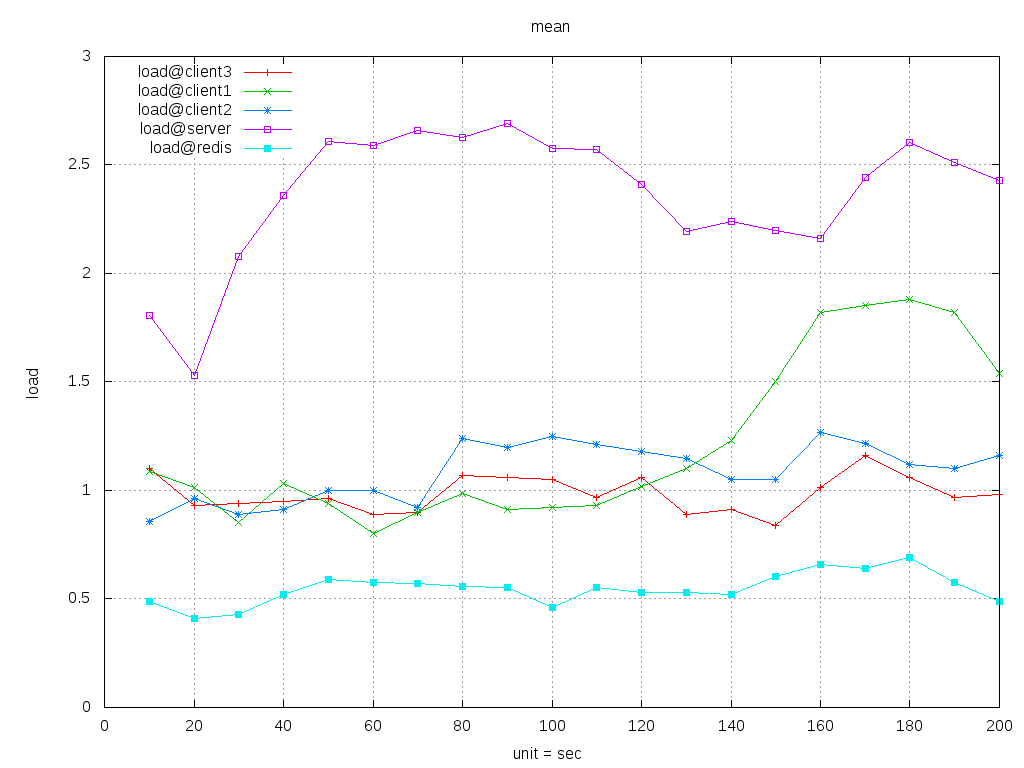 mean
3
load@client3
load@client1
load@client2
load@server
load@redis
2.5
2
load
1.5
1
0.5
0
0 20 40 60 80 100 120 140 160 180 200
unit = sec